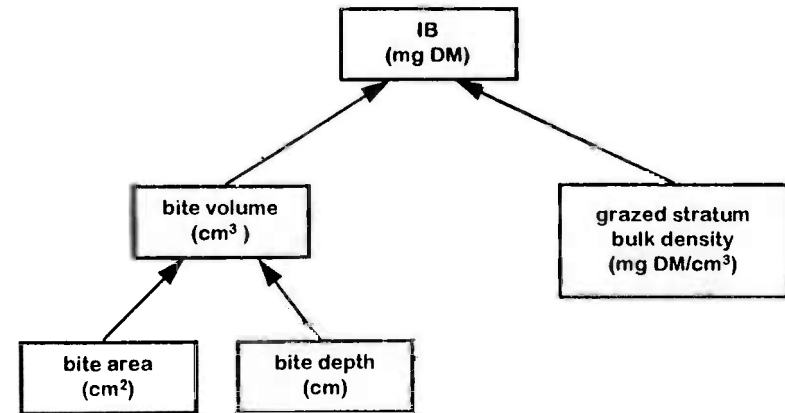 IB
(mg DM)
bite volume
(cm³ )
grazed stratum
bulk density
(mg DM/cm³)
bite area
(cm²)
bite depth
(cm)